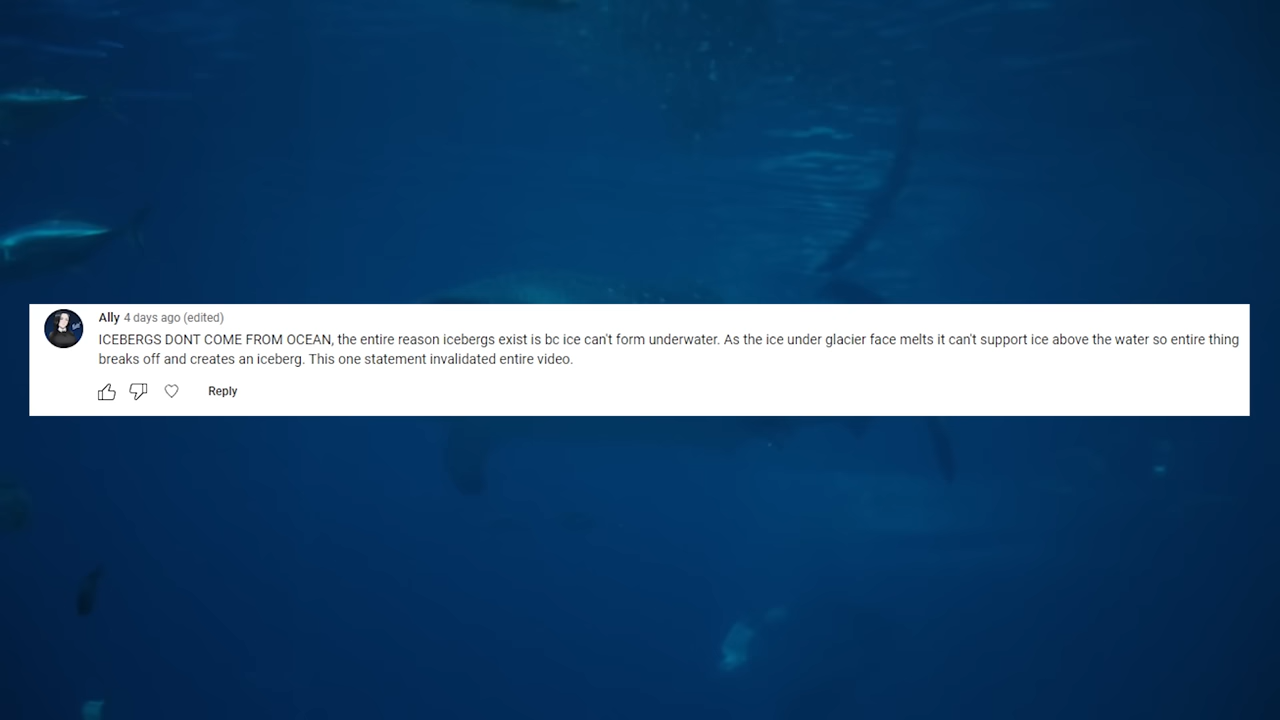 Ally 4 days ago (edited)
ICEBERGS DONT COME FROM OCEAN, the entire reason icebergs exist is bc ice can't form underwater. As the ice under glacier face melts it can't support ice above the water so entire thing
breaks off and creates an iceberg. This one statement invalidated entire video.
Reply